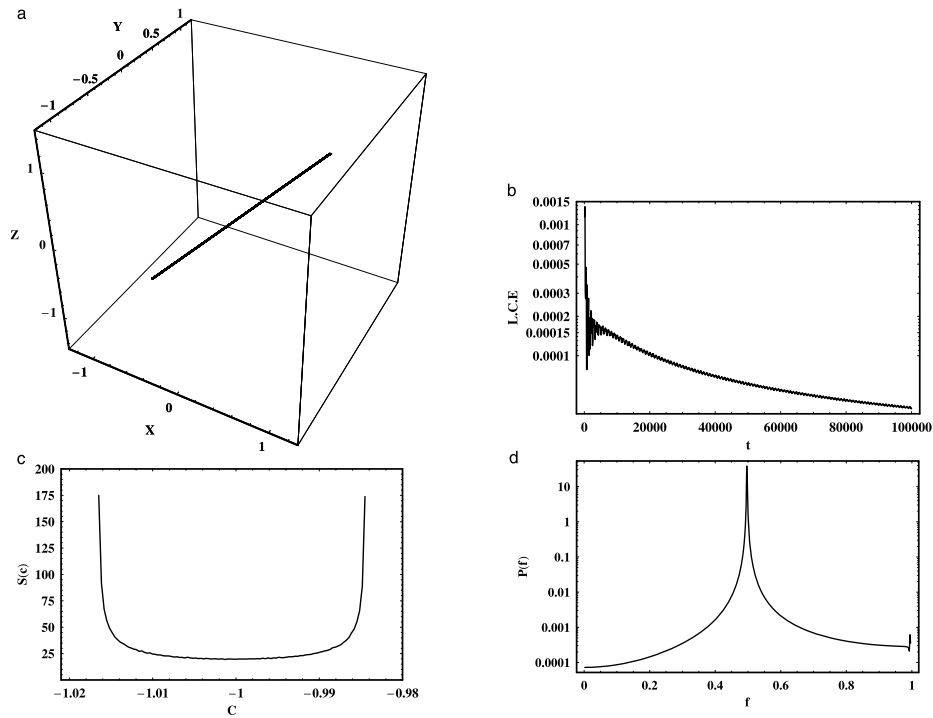 a
1
Y
0.5
0
−0.5
−1
1
Z
0
−1
−1
0
X
1
b
0.0015
0.001
0.0007
0.0005
0.0003
0.0002
0.00015
0.0001
L.C.E
0 20000 40000 60000 80000 100000
t
c
200
175
150
125
100
75
50
25
S(c)
−1.02 −1.01 −1 −0.99 −0.98
C
d
10
1
0.1
0.01
0.001
0.0001
P(f)
0 0.2 0.4 0.6 0.8 1
f